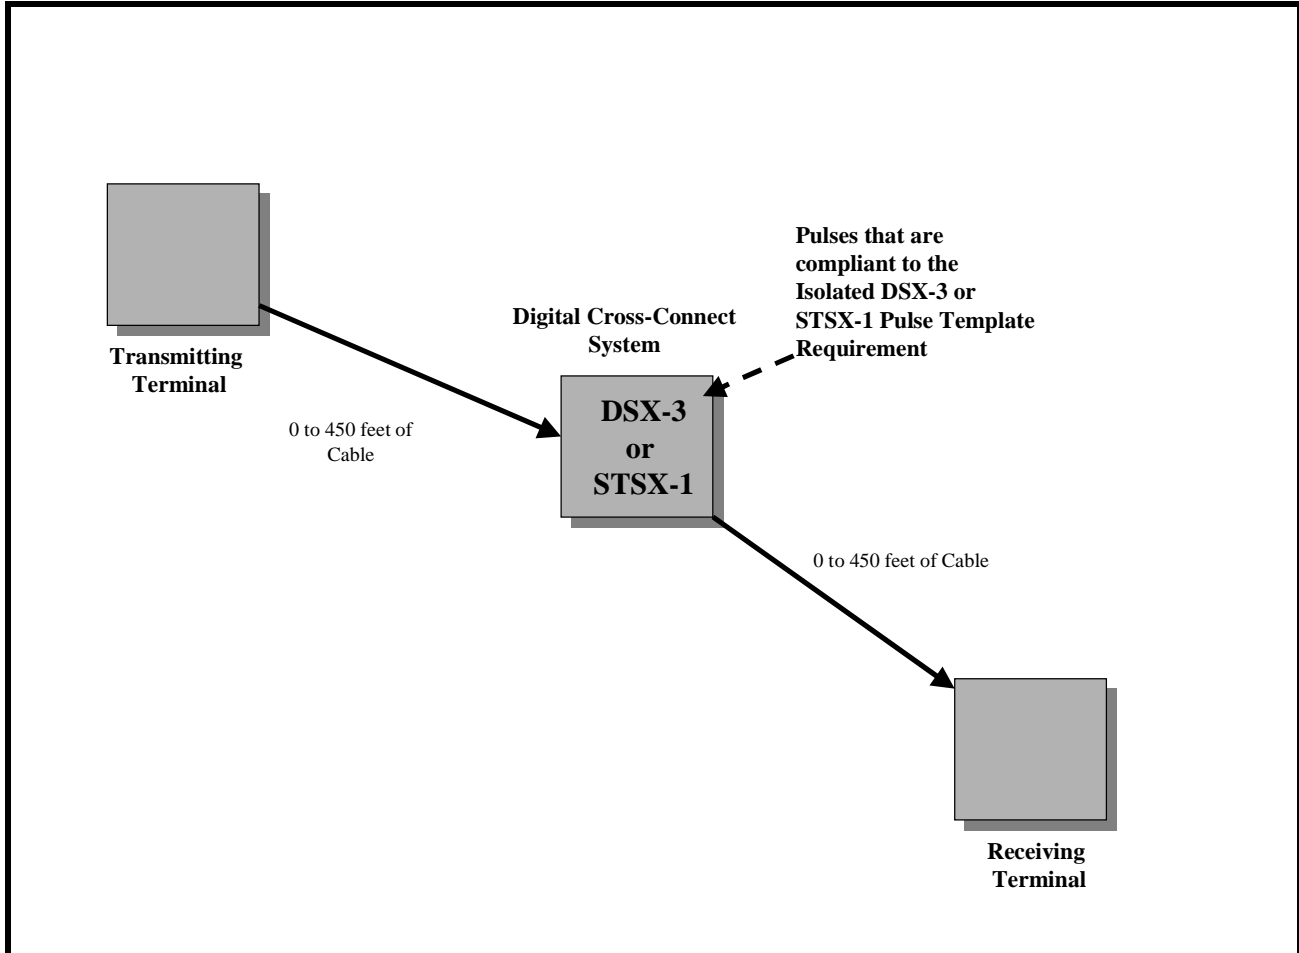 Transmitting
Terminal
0 to 450 feet of
Cable
Digital Cross-Connect
System
DSX-3
or
STSX-1
Pulses that are
compliant to the
Isolated DSX-3 or
STSX-1 Pulse Template
Requirement
0 to 450 feet of Cable
Receiving
Terminal